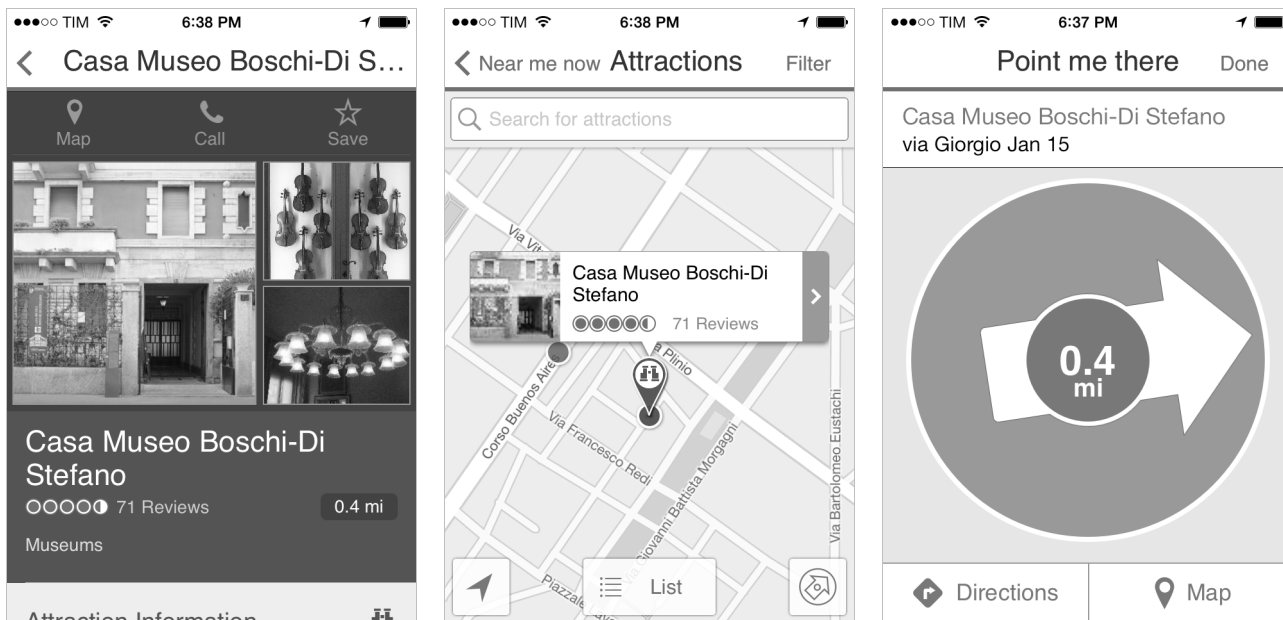 TIM 6:38 PM
Casa Museo Boschi-Di S…
Map Call Save
Casa Museo Boschi-Di
Stefano
71 Reviews 0.4 mi
Museums
Attraction Information
TIM 6:38 PM
Near me now Attractions Filter
Search for attractions
Casa Museo Boschi-Di
Stefano
71 Reviews
Plinio
Corso Buenos Aires
Via Francesco Redi
Giovanni Battista Morgagni
Via Bartolomeo Eustachi
List
TIM 6:37 PM
Point me there Done
Casa Museo Boschi-Di Stefano
via Giorgio Jan 15
0.4
mi
Directions Map